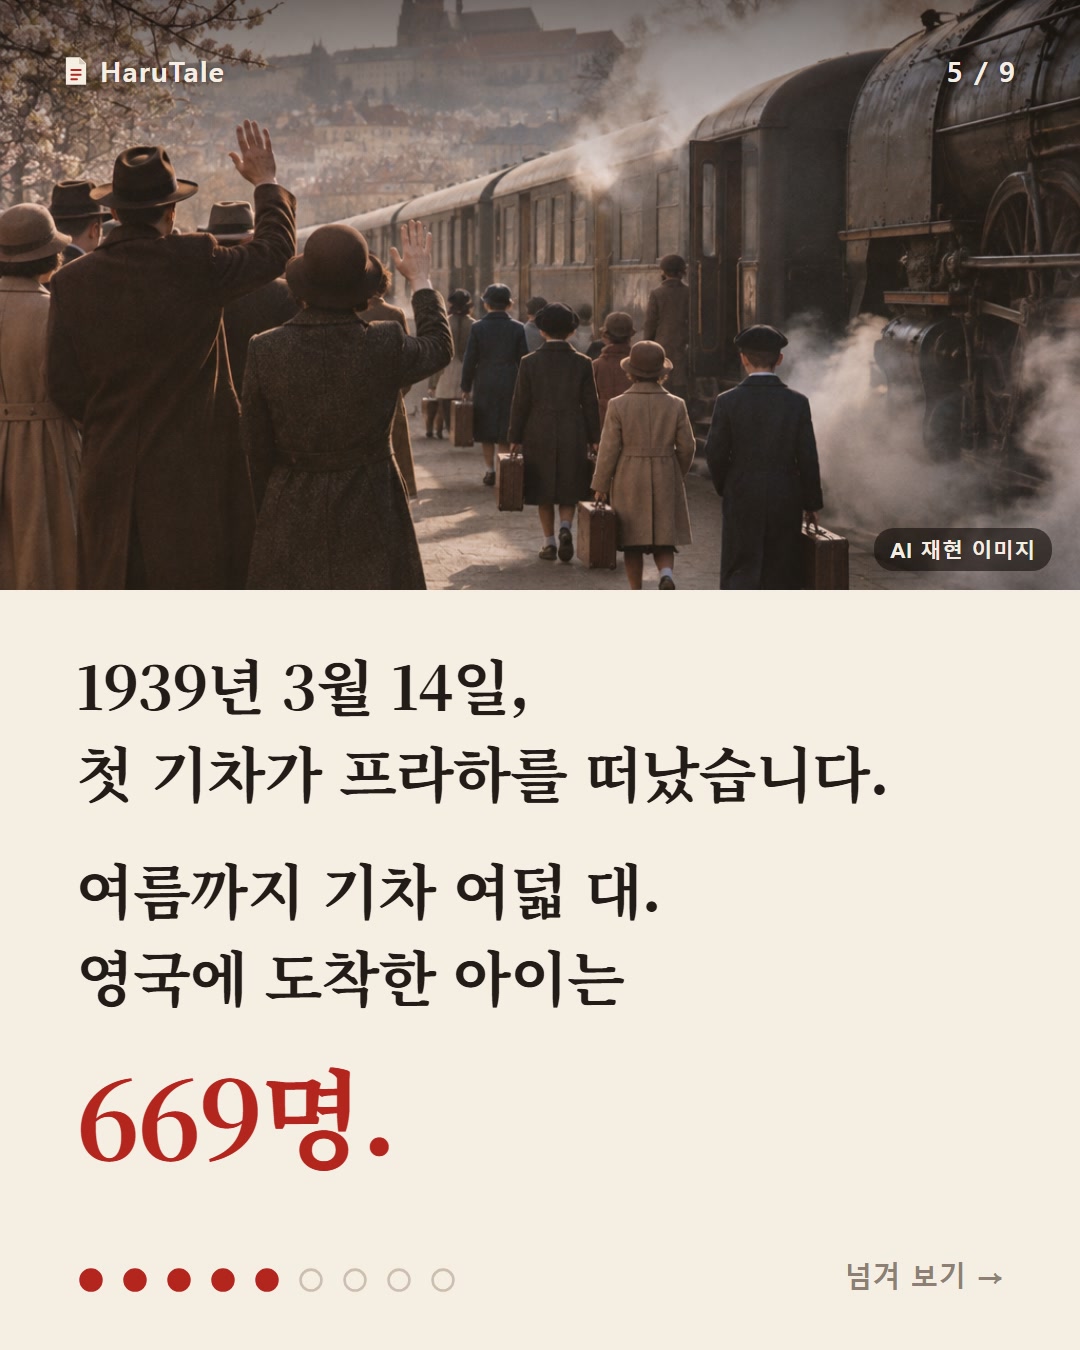 HaruTale
5 / 9
AI 재현 이미지
1939년 3월 14일,
첫 기차가 프라하를 떠났습니다.
여름까지 기차 여덟 대.
영국에 도착한 아이는
669명.
넘겨 보기 →